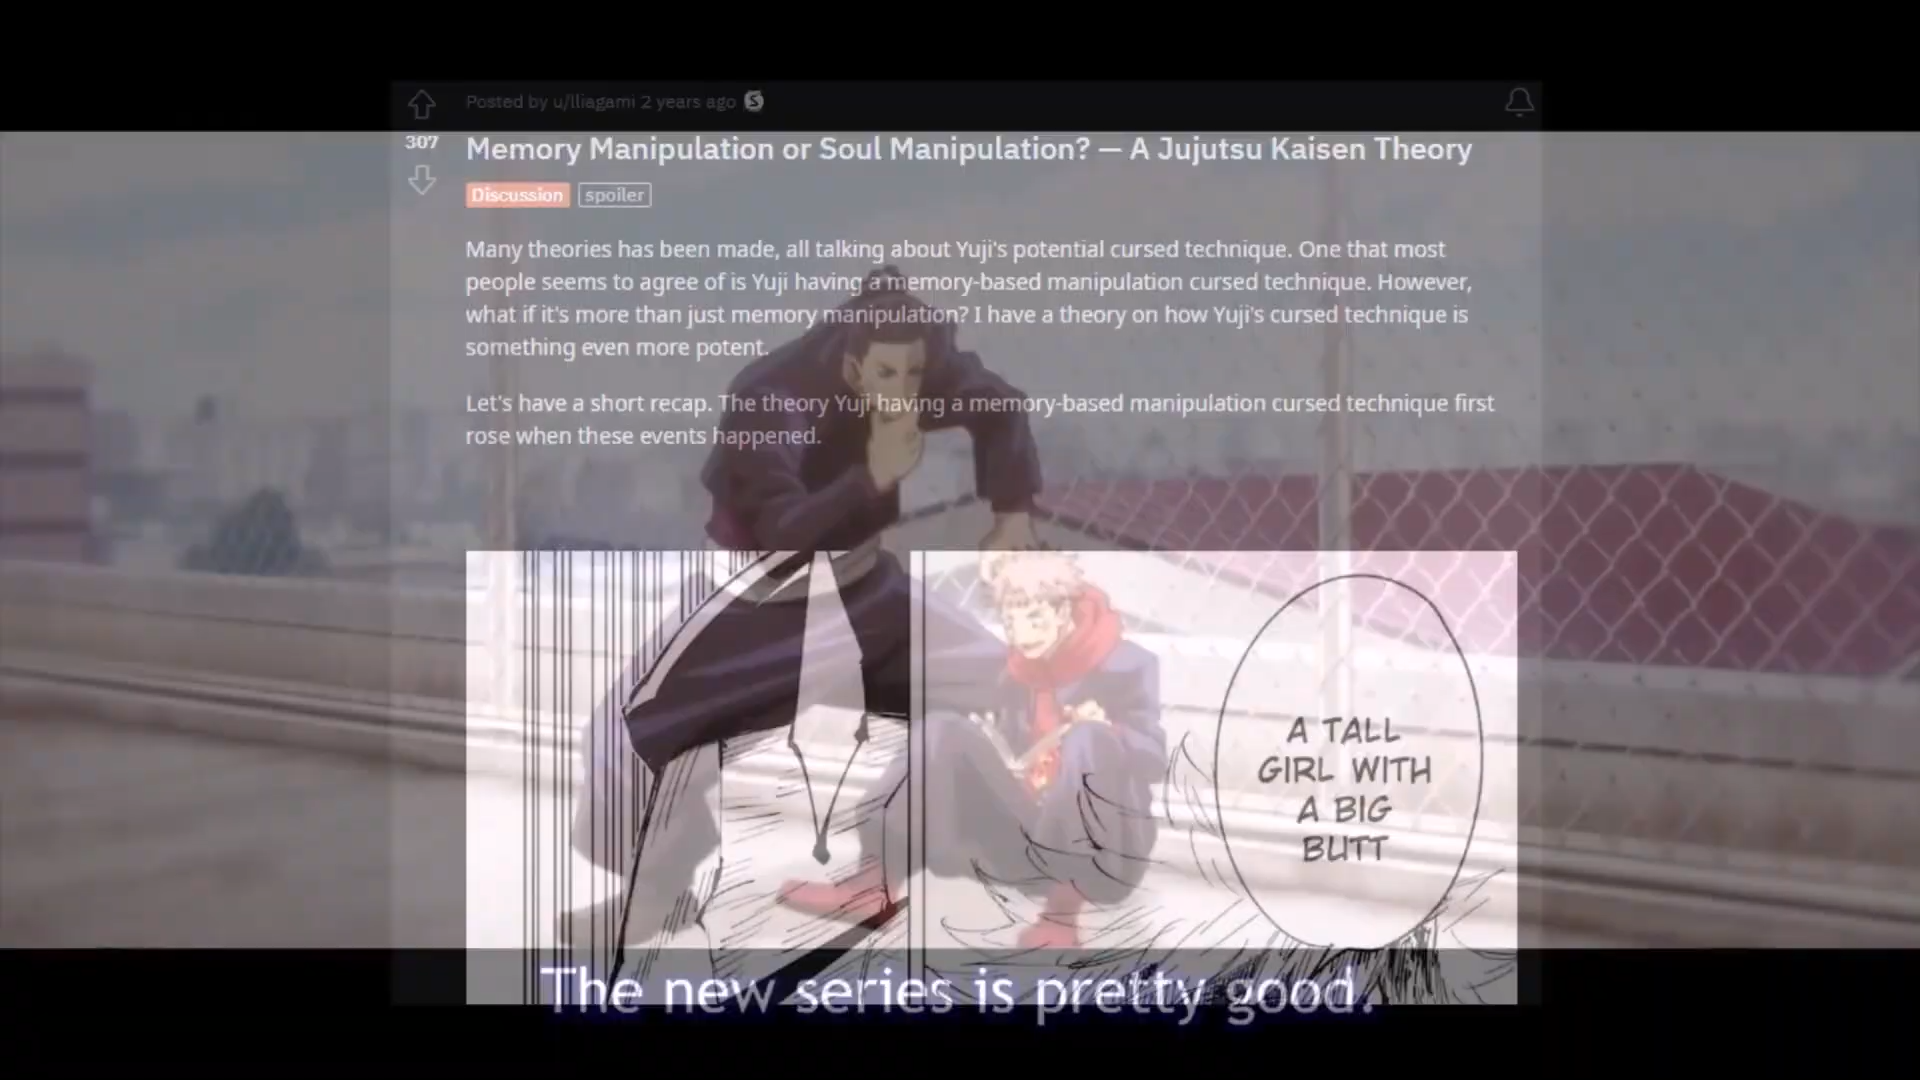 Posted by u/lliagami 2 years ago
307
Memory Manipulation or Soul Manipulation? — A Jujutsu Kaisen Theory
Discussion spoiler
Many theories has been made, all talking about Yuji's potential cursed technique. One that most
people seems to agree of is Yuji having a memory-based manipulation cursed technique. However,
what if it's more than just memory manipulation? I have a theory on how Yuji's cursed technique is
something even more potent.
Let's have a short recap. The theory Yuji having a memory-based manipulation cursed technique first
rose when these events happened.
A TALL
GIRL WITH
A BIG
BUTT
The new series is pretty good.